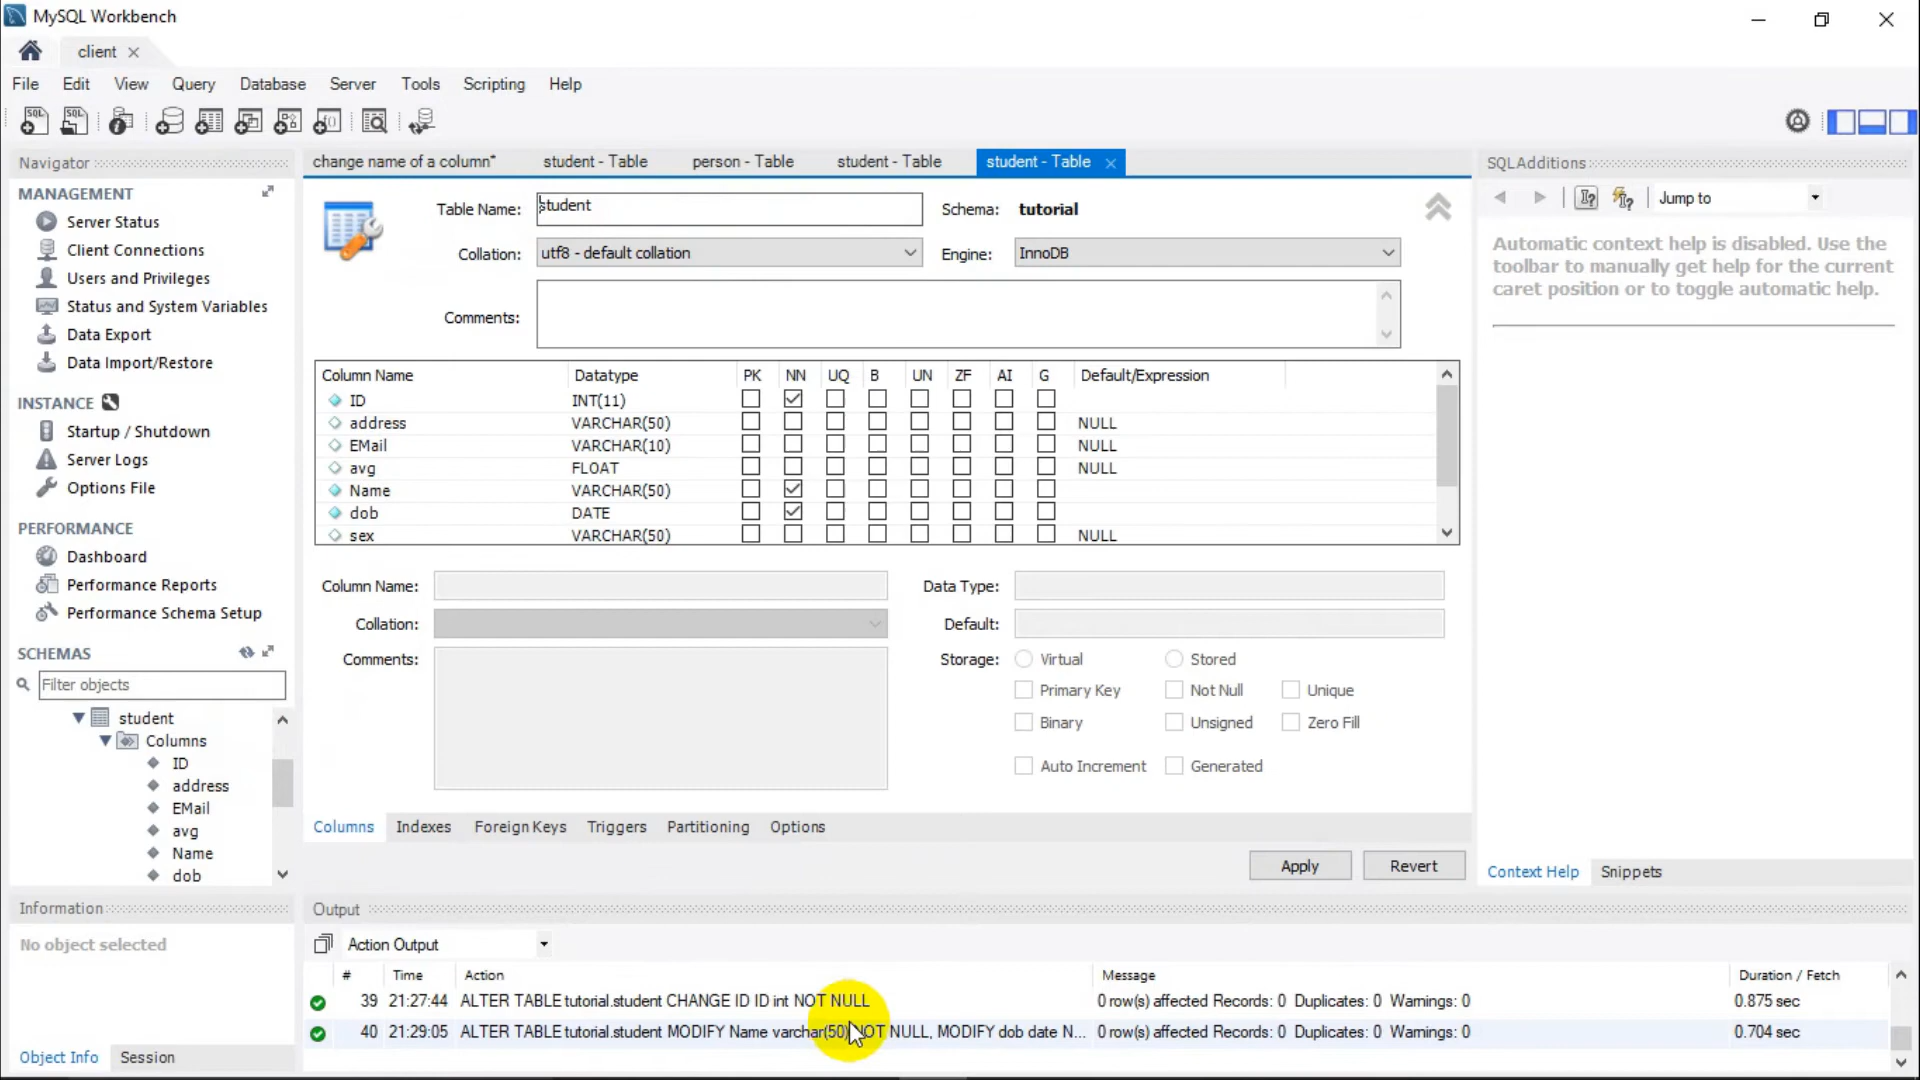 MySQL Workbench
client
File Edit View Query Database Server Tools Scripting Help
Navigator
MANAGEMENT
Server Status
Client Connections
Users and Privileges
Status and System Variables
Data Export
Data Import/Restore
INSTANCE
Startup / Shutdown
Server Logs
Options File
PERFORMANCE
Dashboard
Performance Reports
Performance Schema Setup
SCHEMAS
Filter objects
student
Columns
ID
address
EMail
avg
Name
dob
Information
No object selected
Object Info Session
change name of a column* student - Table person - Table student - Table student - Table
Table Name: student Schema: tutorial
Collation: utf8 - default collation Engine: InnoDB
Comments:
Column Name Datatype PK NN UQ B UN ZF AI G Default/Expression
ID INT(11)
address VARCHAR(50) NULL
EMail VARCHAR(10) NULL
avg FLOAT NULL
Name VARCHAR(50)
dob DATE
sex VARCHAR(50) NULL
Column Name: Data Type:
Collation: Default:
Comments: Storage: Virtual Stored
Primary Key Not Null Unique
Binary Unsigned Zero Fill
Auto Increment Generated
Columns Indexes Foreign Keys Triggers Partitioning Options
Apply Revert
SQLAdditions
Jump to
Automatic context help is disabled. Use the
toolbar to manually get help for the current
caret position or to toggle automatic help.
Context Help Snippets
Output
Action Output
# Time Action Message Duration / Fetch
39 21:27:44 ALTER TABLE tutorial.student CHANGE ID ID int NOT NULL 0 row(s) affected Records: 0 Duplicates: 0 Warnings: 0 0.875 sec
40 21:29:05 ALTER TABLE tutorial.student MODIFY Name varchar(50) NOT NULL, MODIFY dob date N... 0 row(s) affected Records: 0 Duplicates: 0 Warnings: 0 0.704 sec